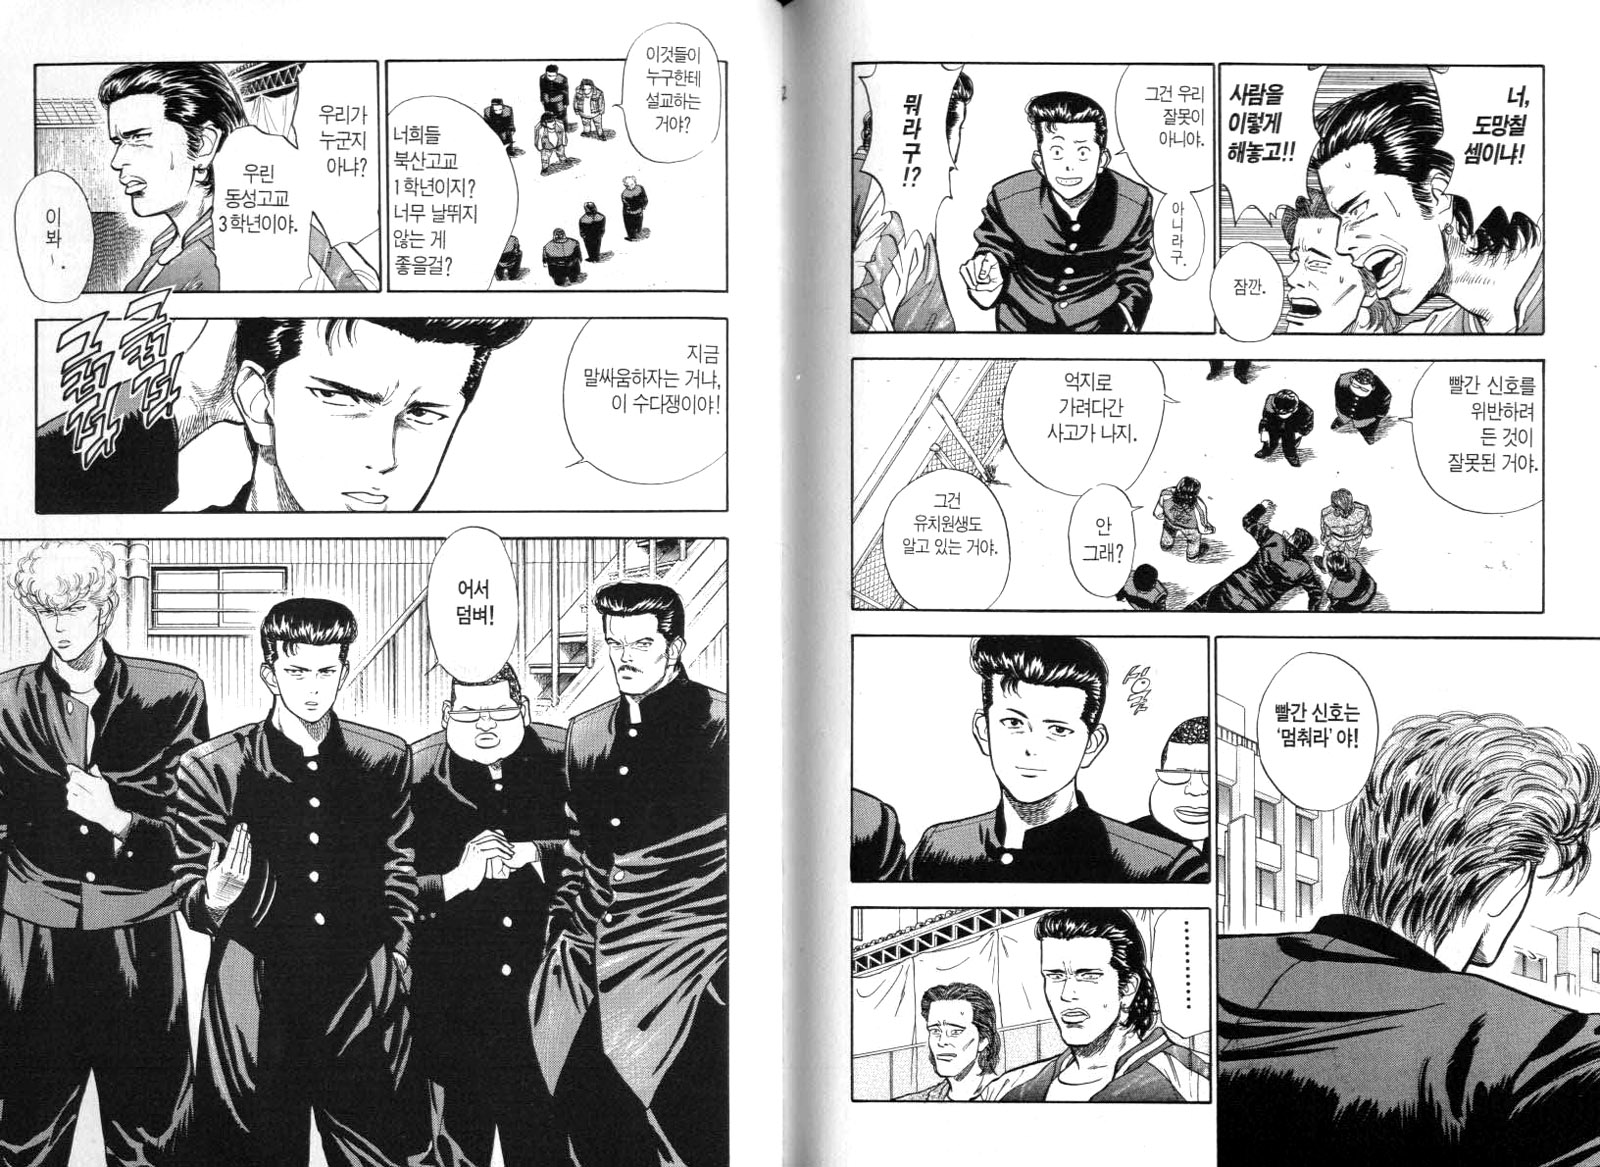 너,
도망칠
셈이냐!
사람을
이렇게
해놓고!!
잠깐.
그건 우리
잘못이
아니야.
아니라구.
뭐라구!?
빨간 신호를
위반하려
든 것이
잘못된 거야.
억지로
가려다간
사고가 나지.
안
그래?
그건
유치원생도
알고 있는 거야.
빨간 신호는
'멈춰라' 야!
·········
이것들이
누구한테
설교하는
거야?
너희들
북산고교
1학년이지?
너무 날뛰지
않는 게
좋을걸?
우리가
누군지
아냐?
우린
동성고교
3학년이야.
이봐~.
지금
말싸움하자는 거냐,
이 수다쟁이야!
어서
덤벼!